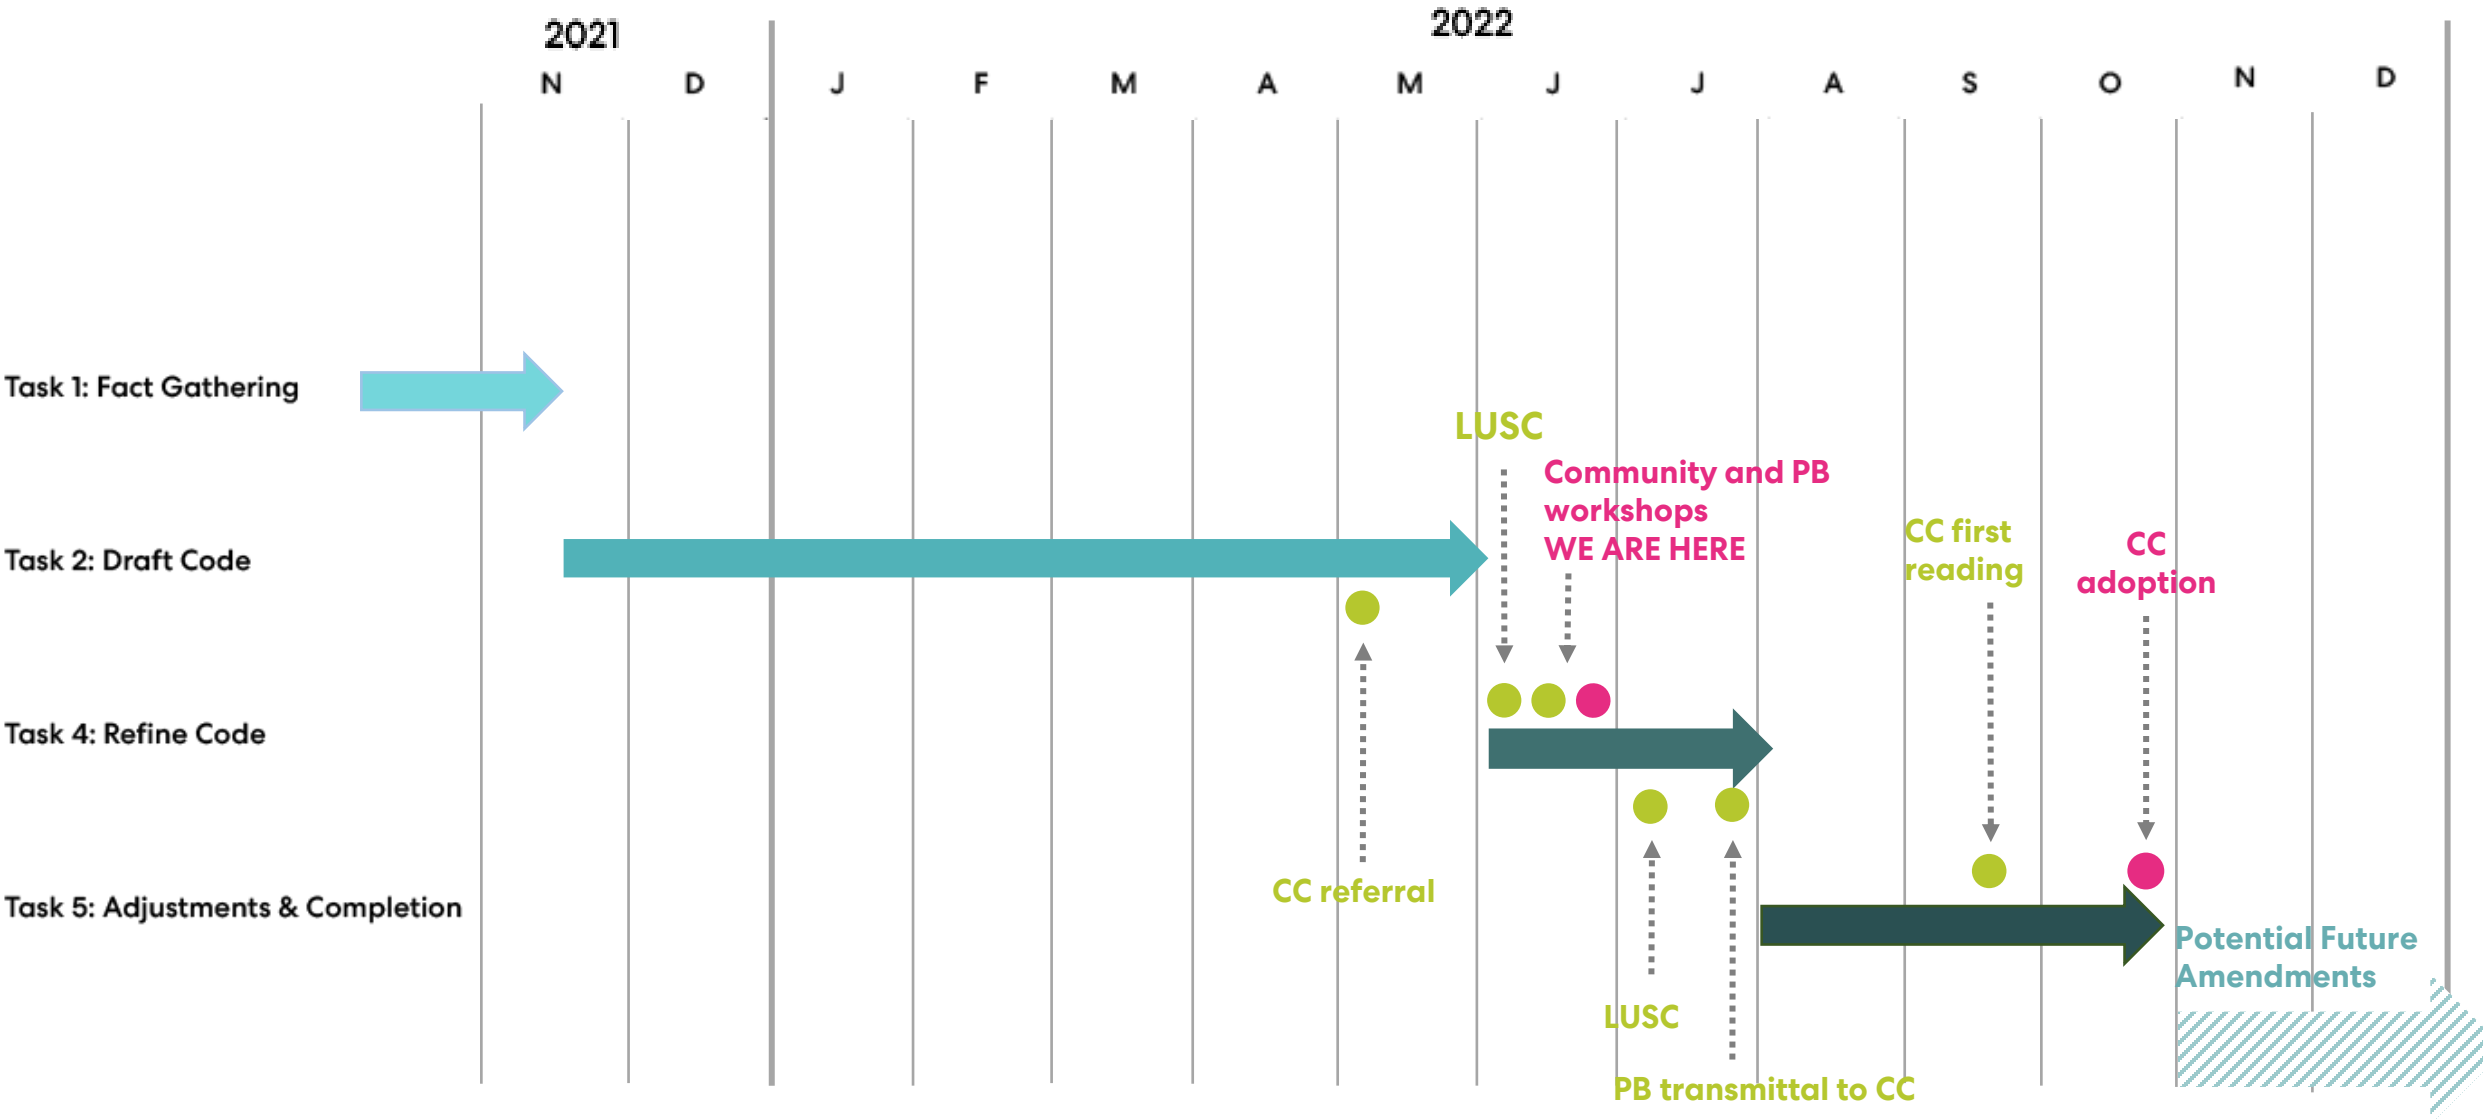 2021
2022
N D J F M A M J J A S O N D
Task 1: Fact Gathering
LUSC
Community and PB
workshops
WE ARE HERE
CC first
reading
CC
adoption
Task 2: Draft Code
Task 4: Refine Code
CC referral
Task 5: Adjustments & Completion
Potential Future
Amendments
LUSC
PB transmittal to CC